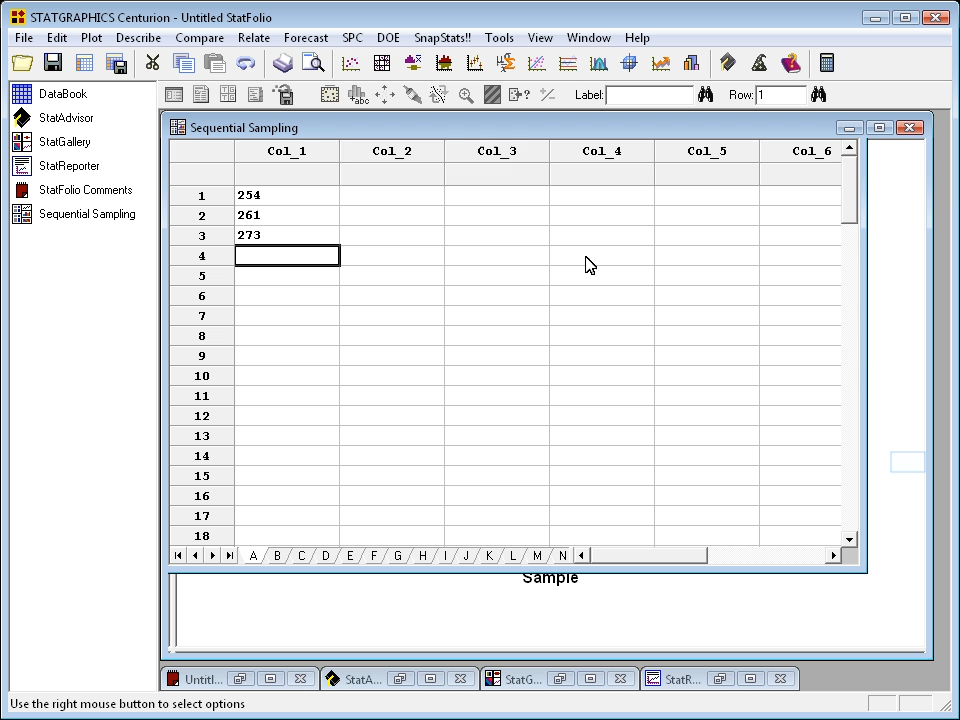 STATGRAPHICS Centurion - Untitled StatFolio
File Edit Plot Describe Compare Relate Forecast SPC DOE SnapStats!! Tools View Window Help
Label: Row: 1
DataBook
StatAdvisor
StatGallery
StatReporter
StatFolio Comments
Sequential Sampling
Sequential Sampling
Col_1 Col_2 Col_3 Col_4 Col_5 Col_6
1 254
2 261
3 273
4
5
6
7
8
9
10
11
12
13
14
15
16
17
18
A B C D E F G H I J K L M N
Sample
Untitl... StatA... StatG... StatR...
Use the right mouse button to select options